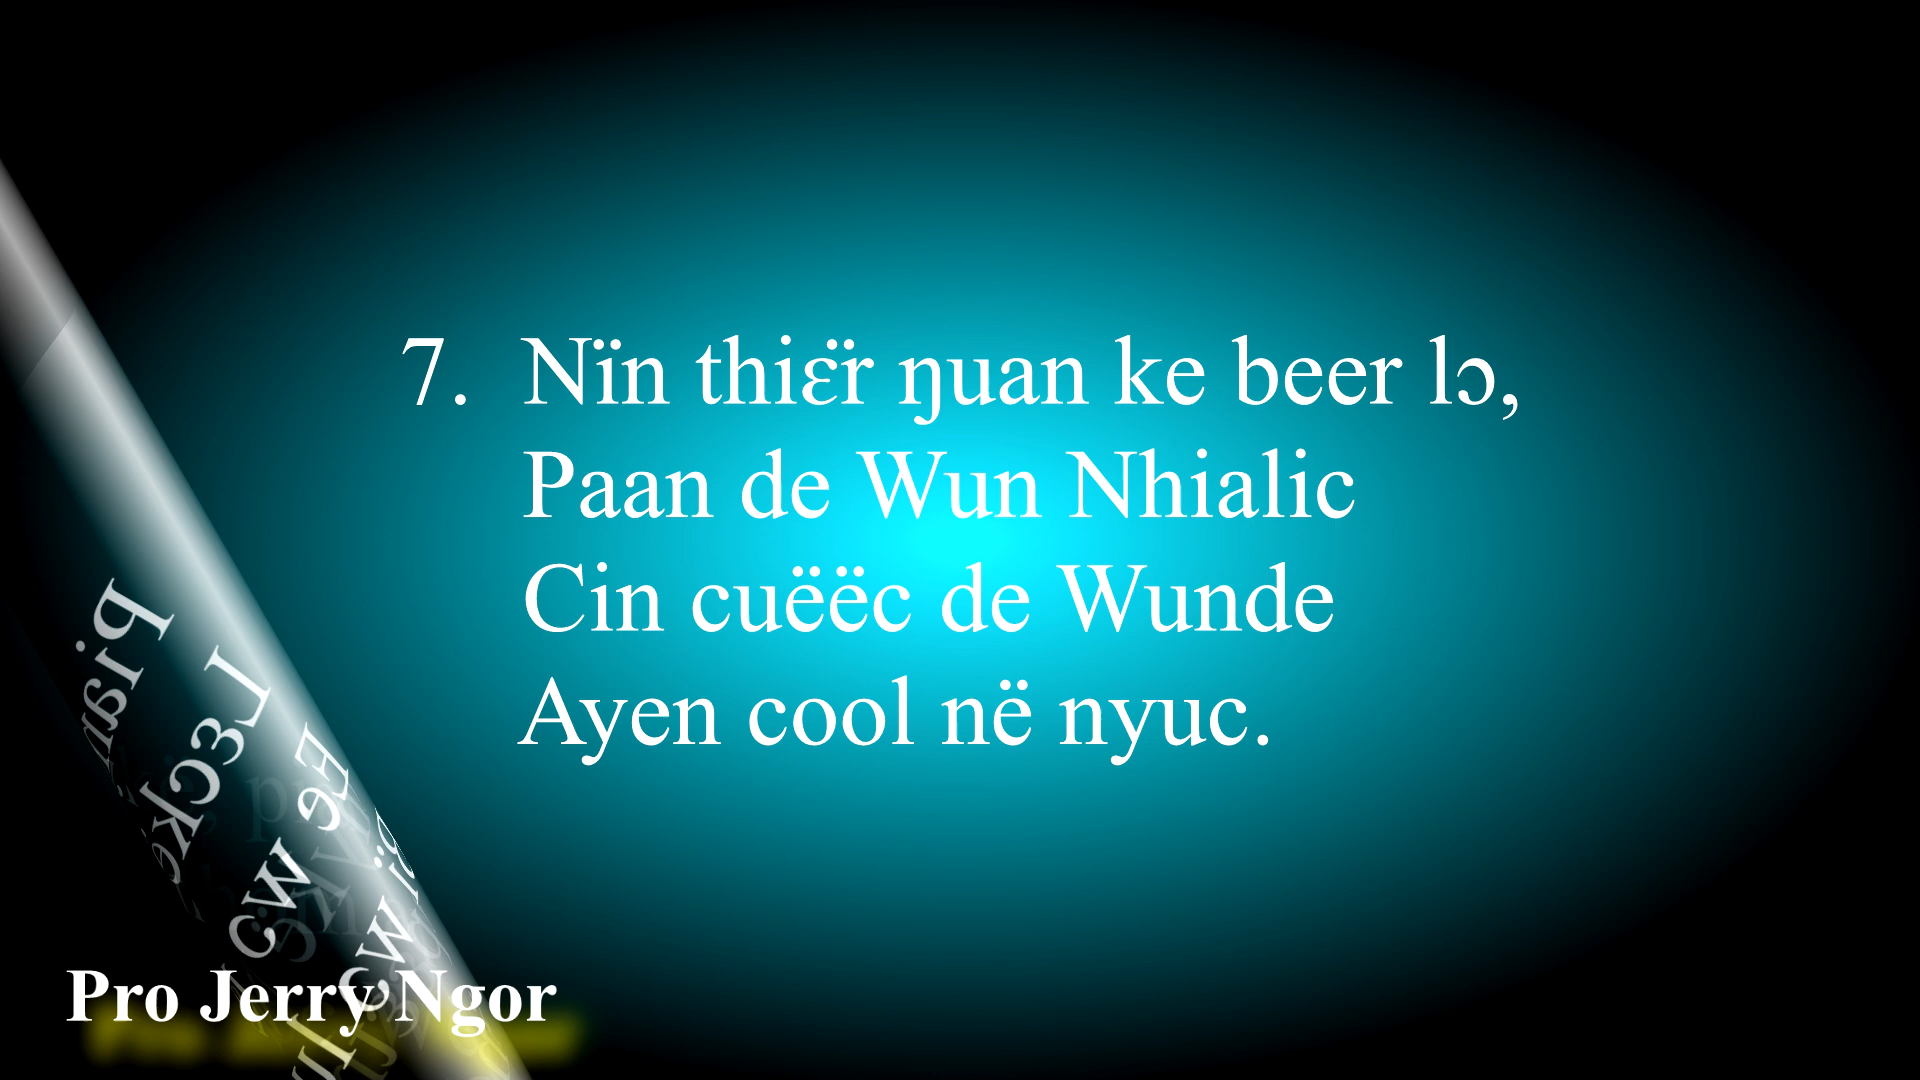 7. Nïn thiɛ̈r ŋuan ke beer lɔ,
Paan de Wun Nhialic
Cin cuëëc de Wunde
Ayen cool në nyuc.
Pro Jerry Ngor